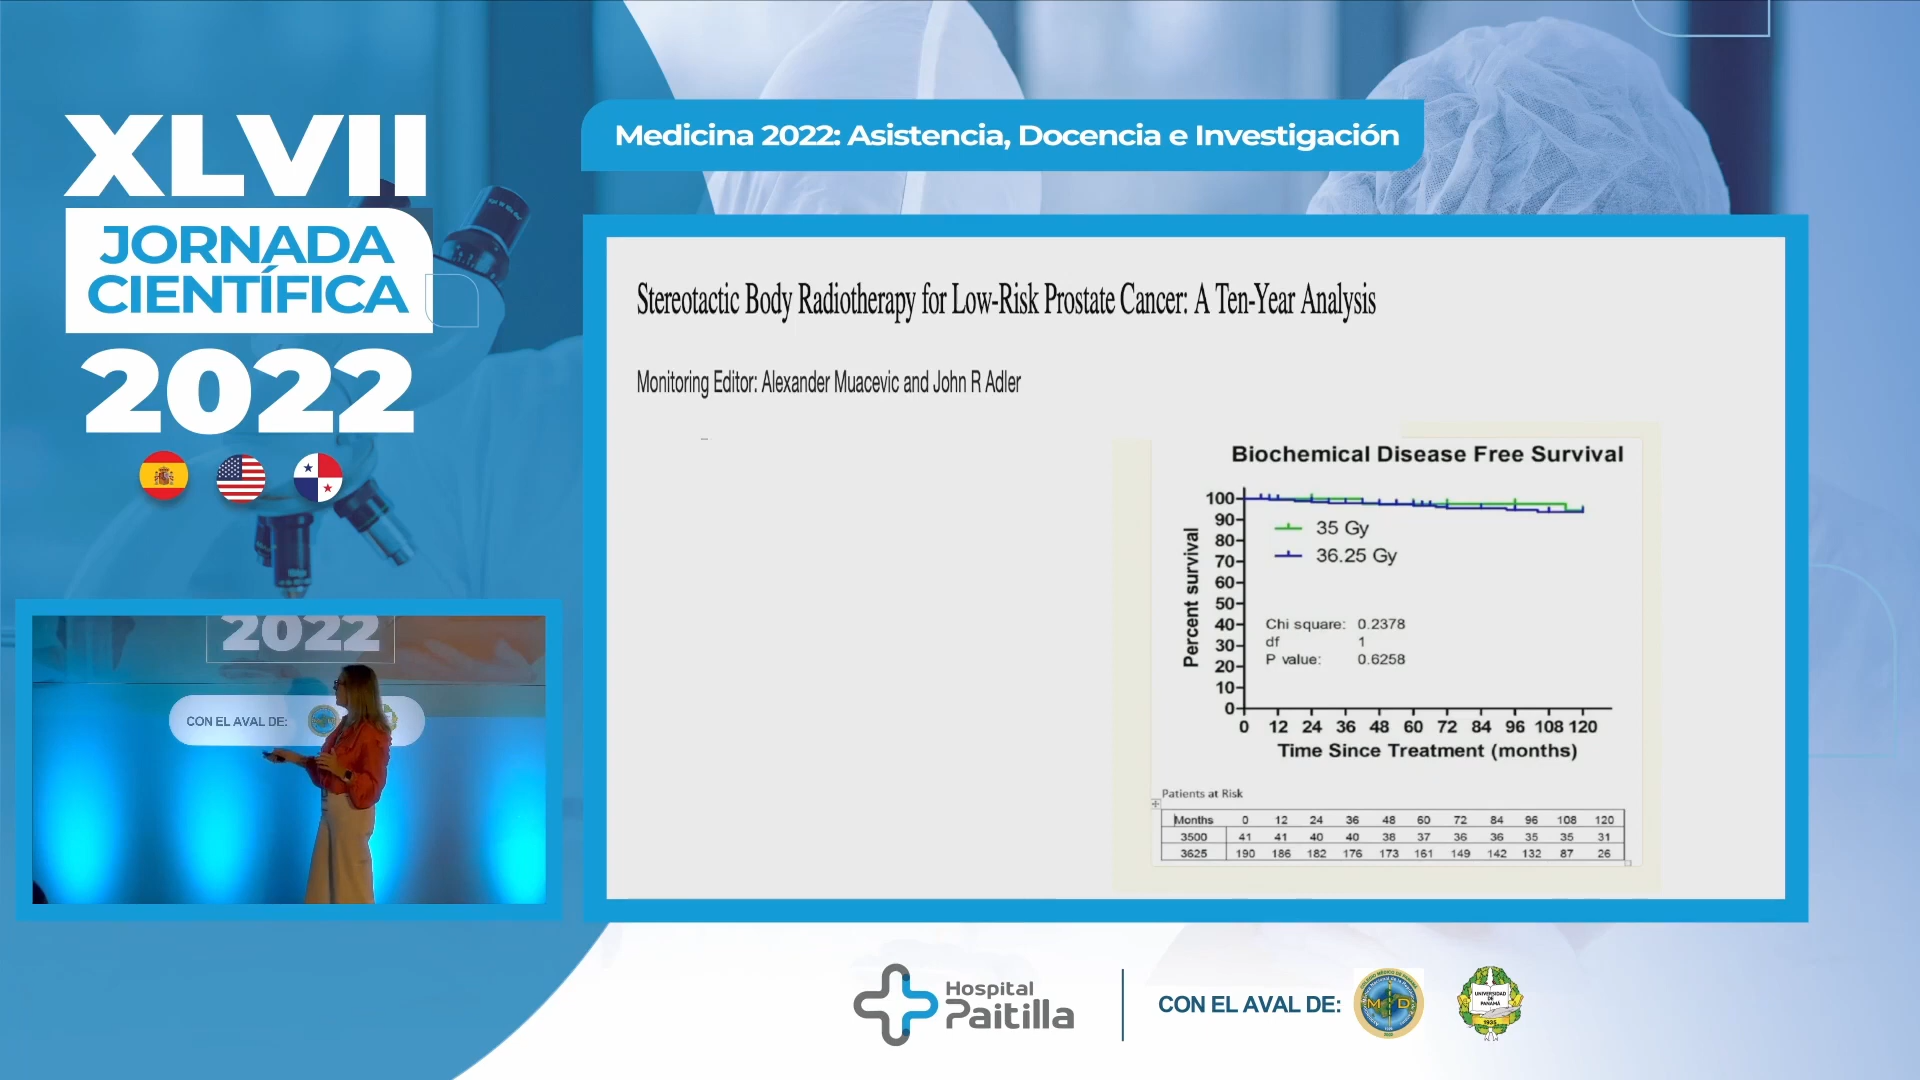 XLVII
JORNADA
CIENTÍFICA
2022
Medicina 2022: Asistencia, Docencia e Investigación
Stereotactic Body Radiotherapy for Low-Risk Prostate Cancer: A Ten-Year Analysis
Monitoring Editor: Alexander Muacevic and John R Adler
Biochemical Disease Free Survival
Percent survival
100
90
80
70
60
50
40
30
20
10
0
35 Gy
36.25 Gy
Chi square: 0.2378
df 1
P value: 0.6258
0 12 24 36 48 60 72 84 96 108 120
Time Since Treatment (months)
Patients at Risk
Months 0 12 24 36 48 60 72 84 96 108 120
3500 41 41 40 40 38 37 36 36 35 35 31
3625 190 186 182 176 173 161 149 142 132 87 26
2022
CON EL AVAL DE:
Hospital
Paitilla
CON EL AVAL DE:
M D
UNIVERSIDAD
DE
PANAMÁ
1935